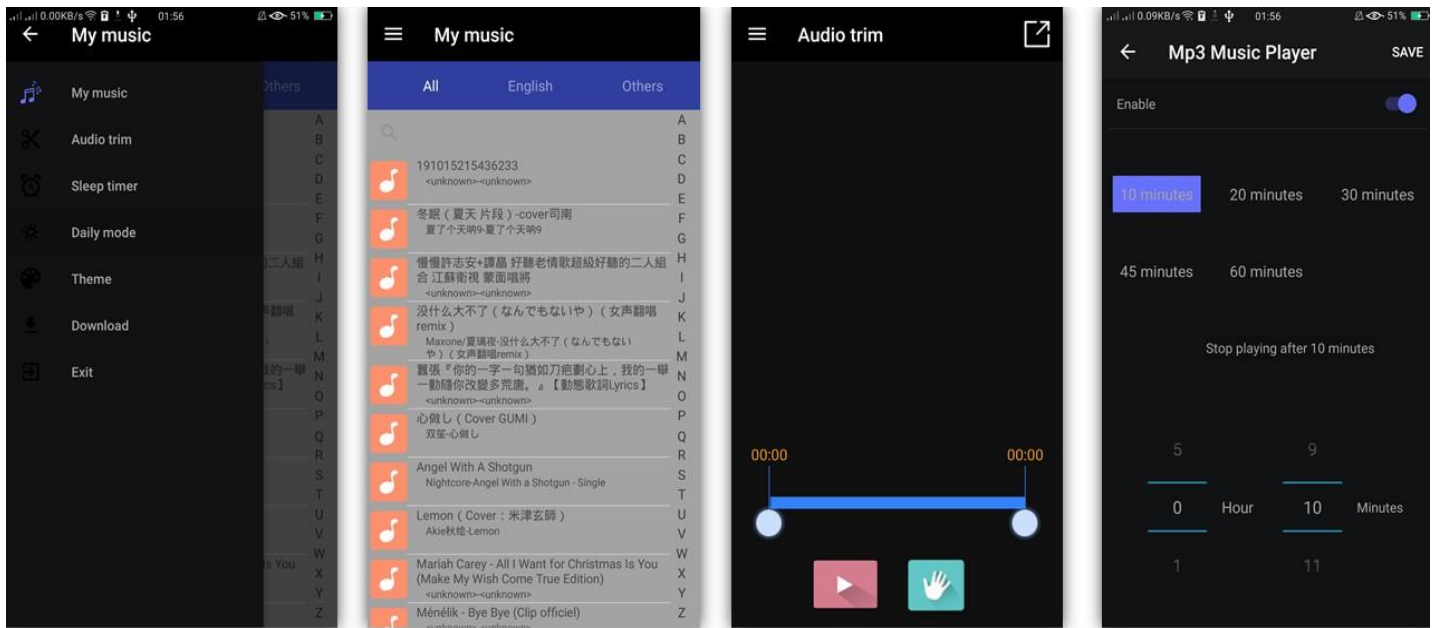 0.00KB/s 01:56 51%
My music
My music
Audio trim
Sleep timer
Daily mode
Theme
Download
Exit
Others
A
B
C
D
E
F
G
H
I
J
K
L
M
N
O
P
Q
R
S
T
U
V
W
X
Y
Z
My music
All English Others
191015215436233
<unknown>-<unknown>
冬眠(夏天 片段)-cover司南
夏了个天呐9-夏了个天呐9
慢慢許志安+譚晶 好聽老情歌超級好聽的二人組
合 江蘇衛視 蒙面唱將
<unknown>-<unknown>
没什么大不了(なんでもないや)(女声翻唱
remix)
Maxone/夏璃夜-没什么大不了(なんでもない
や)(女声翻唱remix)
囂張『你的一字一句猶如刀疤劃心上,我的一舉
一動隨你改變多荒唐。』【動態歌詞Lyrics】
<unknown>-<unknown>
心做し(Cover GUMI)
双笙-心做し
Angel With A Shotgun
Nightcore-Angel With a Shotgun - Single
Lemon(Cover:米津玄師)
Akie秋绘-Lemon
Mariah Carey - All I Want for Christmas Is You
(Make My Wish Come True Edition)
<unknown>-<unknown>
Ménélik - Bye Bye (Clip officiel)
A
B
C
D
E
F
G
H
I
J
K
L
M
N
O
P
Q
R
S
T
U
V
W
X
Y
Z
Audio trim
00:00 00:00
0.09KB/s 01:56 51%
Mp3 Music Player SAVE
Enable
10 minutes 20 minutes 30 minutes
45 minutes 60 minutes
Stop playing after 10 minutes
5 9
0 Hour 10 Minutes
1 11